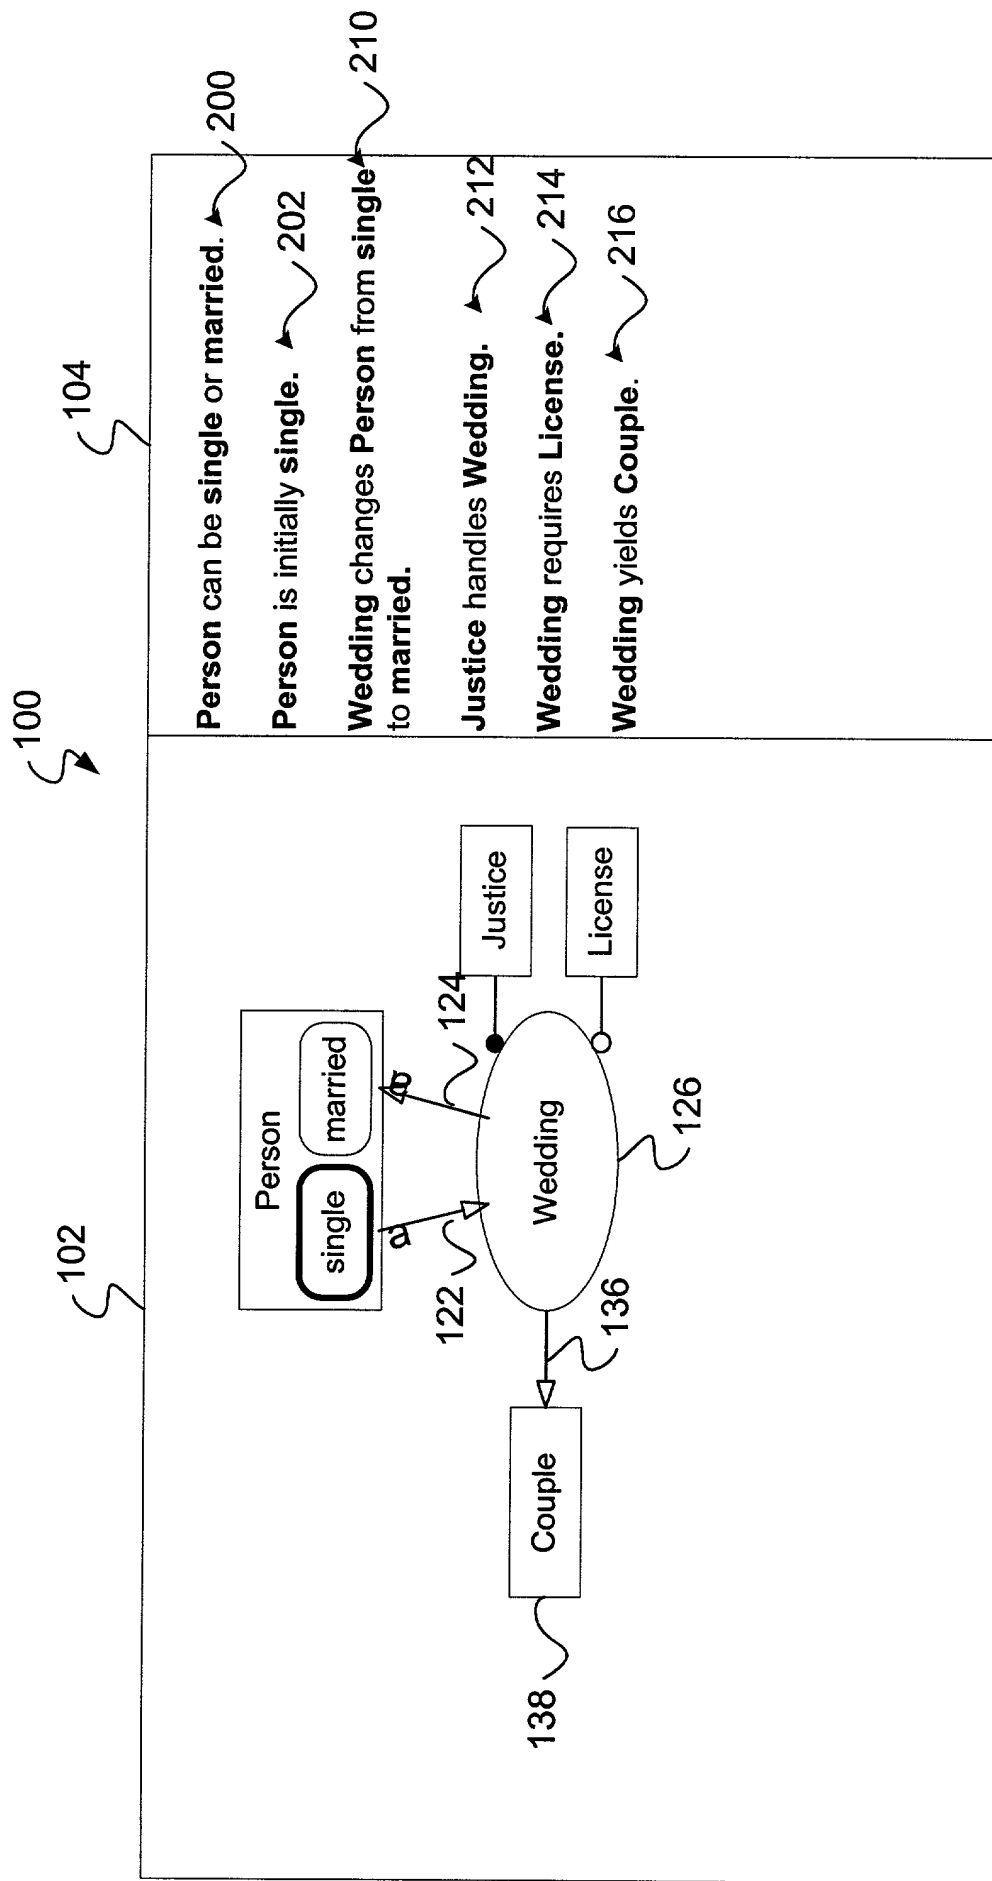 100
102
104
Person
single
married
122
124
Wedding
126
Justice
License
136
Couple
138
Person can be single or married.
200
Person is initially single.
202
Wedding changes Person from single
to married.
210
Justice handles Wedding.
212
Wedding requires License.
214
Wedding yields Couple.
216